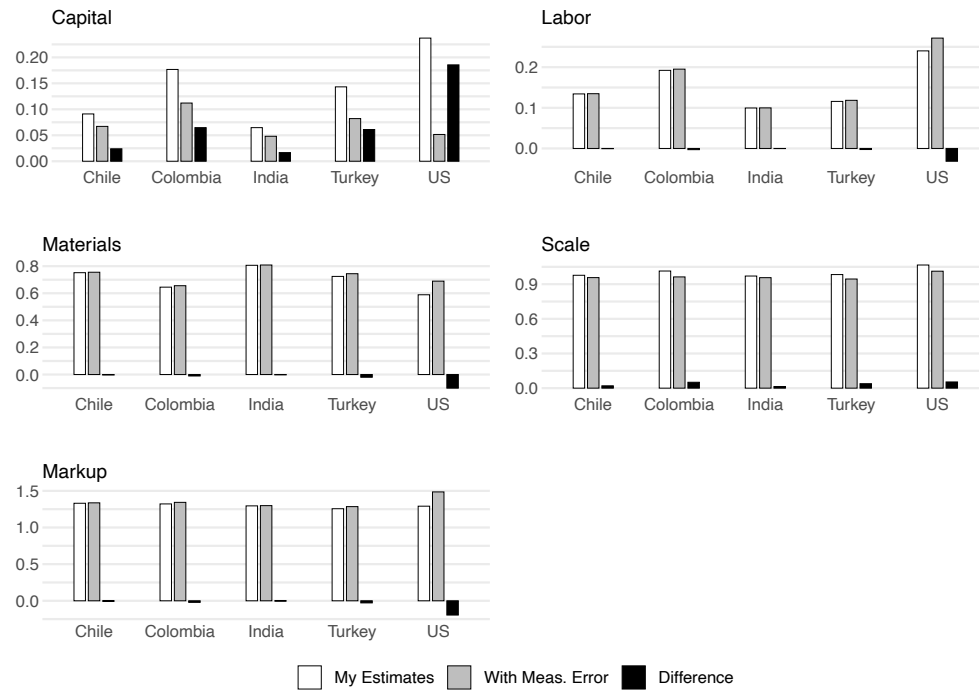 Capital
0.20
0.15
0.10
0.05
0.00
Chile Colombia India Turkey US
Labor
0.2
0.1
0.0
Chile Colombia India Turkey US
Materials
0.8
0.6
0.4
0.2
0.0
Chile Colombia India Turkey US
Scale
0.9
0.6
0.3
0.0
Chile Colombia India Turkey US
Markup
1.5
1.0
0.5
0.0
Chile Colombia India Turkey US
My Estimates With Meas. Error Difference